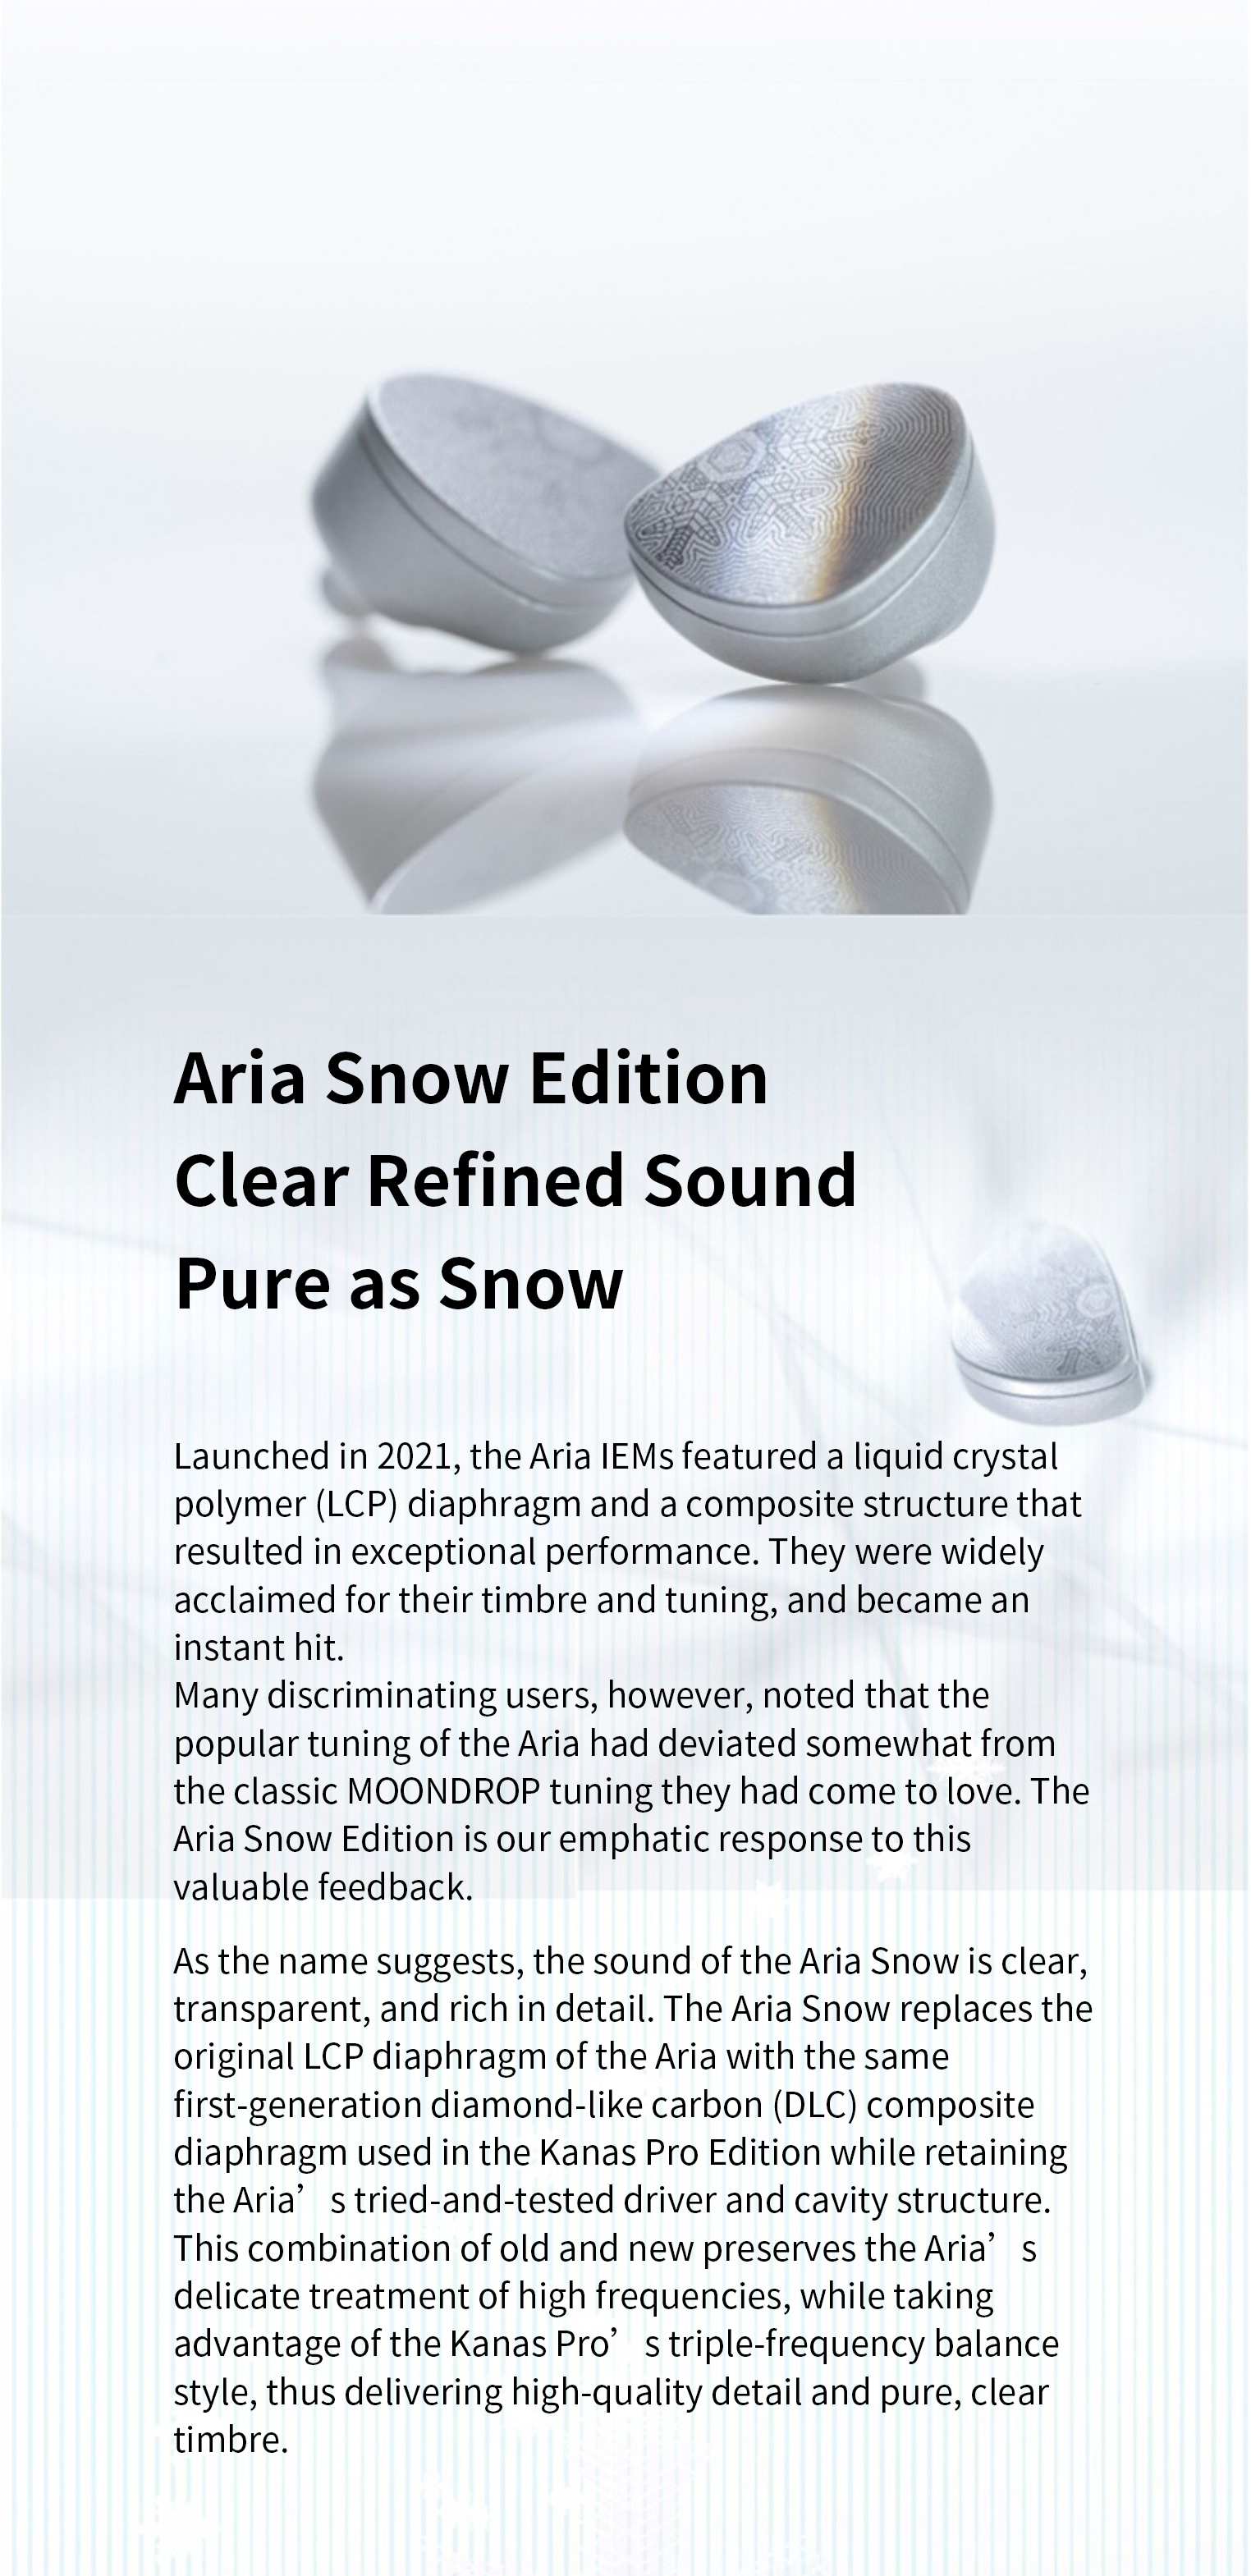 Aria Snow Edition
Clear Refined Sound
Pure as Snow
Launched in 2021, the Aria IEMs featured a liquid crystal
polymer (LCP) diaphragm and a composite structure that
resulted in exceptional performance. They were widely
acclaimed for their timbre and tuning, and became an
instant hit.
Many discriminating users, however, noted that the
popular tuning of the Aria had deviated somewhat from
the classic MOONDROP tuning they had come to love. The
Aria Snow Edition is our emphatic response to this
valuable feedback.
As the name suggests, the sound of the Aria Snow is clear,
transparent, and rich in detail. The Aria Snow replaces the
original LCP diaphragm of the Aria with the same
first-generation diamond-like carbon (DLC) composite
diaphragm used in the Kanas Pro Edition while retaining
the Aria’s tried-and-tested driver and cavity structure.
This combination of old and new preserves the Aria’s
delicate treatment of high frequencies, while taking
advantage of the Kanas Pro’s triple-frequency balance
style, thus delivering high-quality detail and pure, clear
timbre.